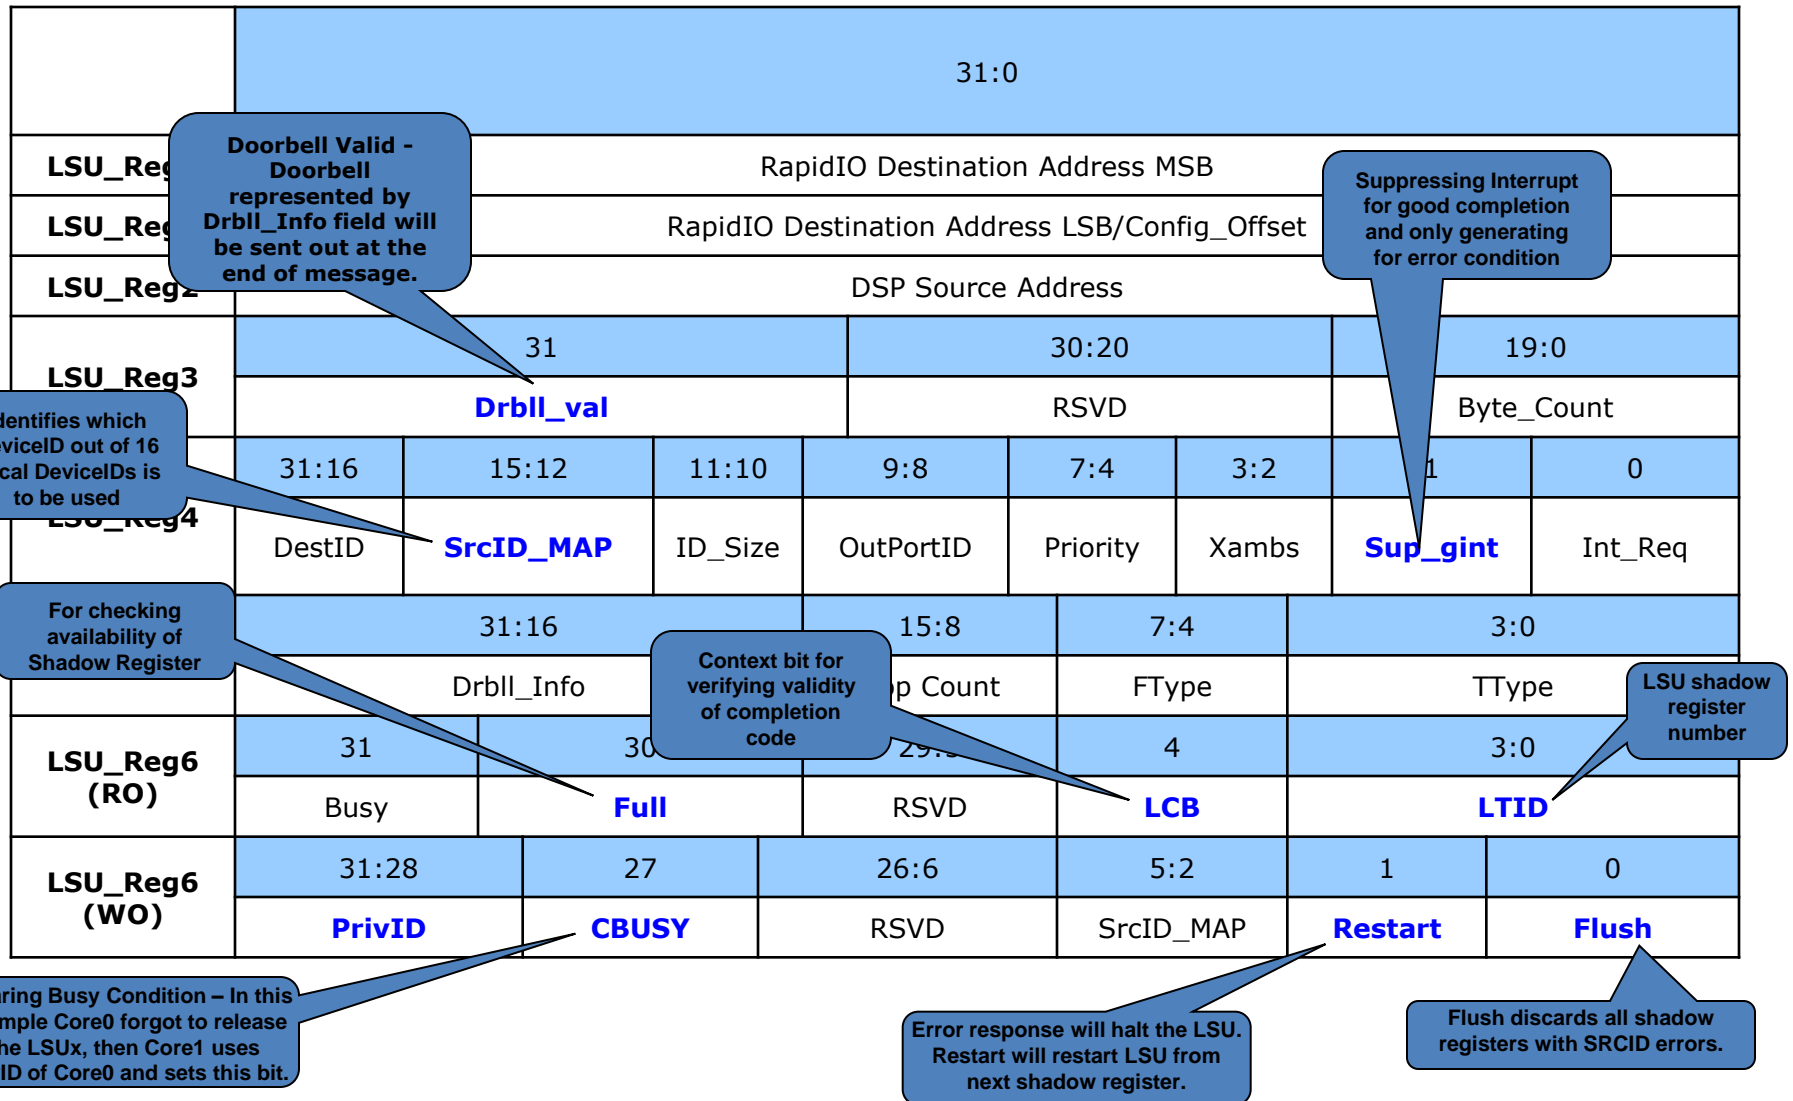 31:0
Doorbell Valid –
Doorbell
represented by
Drbll_Info field will
be sent out at the
end of message.
LSU_Reg
RapidIO Destination Address MSB
Suppressing Interrupt
for good completion
and only generating
for error condition
LSU_Reg
RapidIO Destination Address LSB/Config_Offset
LSU_Reg2
DSP Source Address
LSU_Reg3
31 30:20 19:0
Drbll_val RSVD Byte_Count
dentifies which
eviceID out of 16
cal DeviceIDs is
to be used
LSU_Reg4
31:16 15:12 11:10 9:8 7:4 3:2 1 0
DestID SrcID_MAP ID_Size OutPortID Priority Xambs Sup_gint Int_Req
For checking
availability of
Shadow Register
31:16 15:8 7:4 3:0
Drbll_Info p Count FType TType
Context bit for
verifying validity
of completion
code
LSU shadow
register
number
LSU_Reg6
(RO)
31 30 29:5 4 3:0
Busy Full RSVD LCB LTID
LSU_Reg6
(WO)
31:28 27 26:6 5:2 1 0
PrivID CBUSY RSVD SrcID_MAP Restart Flush
aring Busy Condition – In this
mple Core0 forgot to release
he LSUx, then Core1 uses
ID of Core0 and sets this bit.
Error response will halt the LSU.
Restart will restart LSU from
next shadow register.
Flush discards all shadow
registers with SRCID errors.